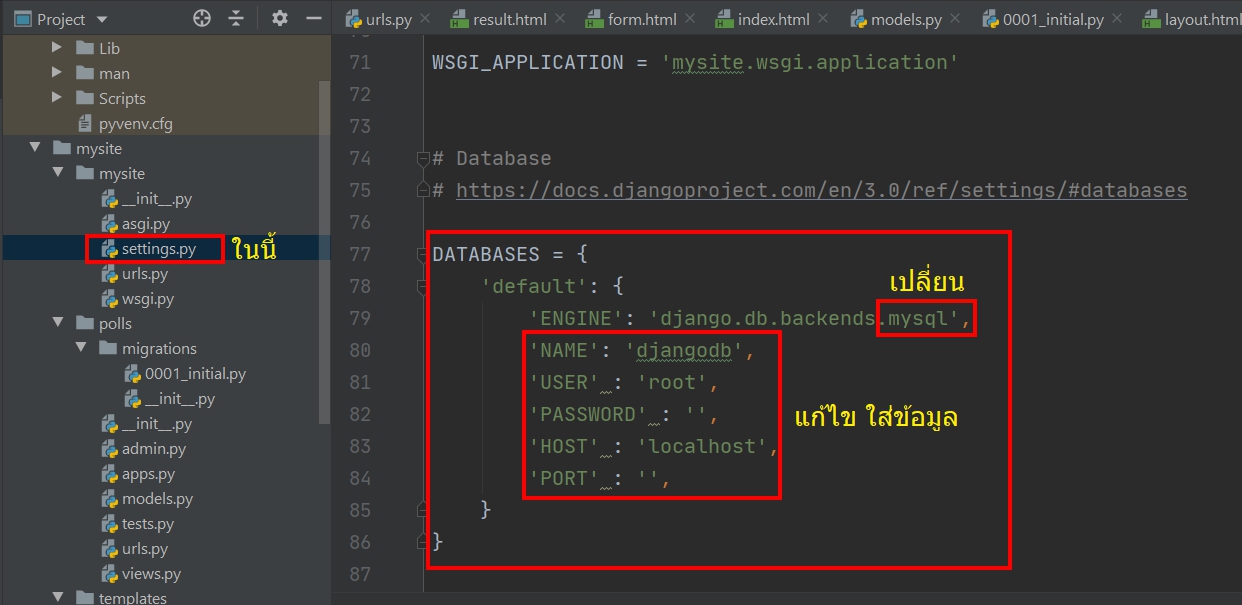 Project
urls.py
result.html
form.html
index.html
models.py
0001_initial.py
layout.html
Lib
man
Scripts
pyvenv.cfg
mysite
mysite
__init__.py
asgi.py
settings.py
ในนี้
urls.py
wsgi.py
polls
migrations
0001_initial.py
__init__.py
__init__.py
admin.py
apps.py
models.py
tests.py
urls.py
views.py
templates
71 WSGI_APPLICATION = 'mysite.wsgi.application'
72
73
74 # Database
75 # https://docs.djangoproject.com/en/3.0/ref/settings/#databases
76
77 DATABASES = {
78 'default': {
เปลี่ยน
79 'ENGINE': 'django.db.backends.mysql',
80 'NAME': 'djangodb',
81 'USER' : 'root',
82 'PASSWORD' : '',
แก้ไข ใส่ข้อมูล
83 'HOST' : 'localhost',
84 'PORT' : '',
85 }
86 }
87